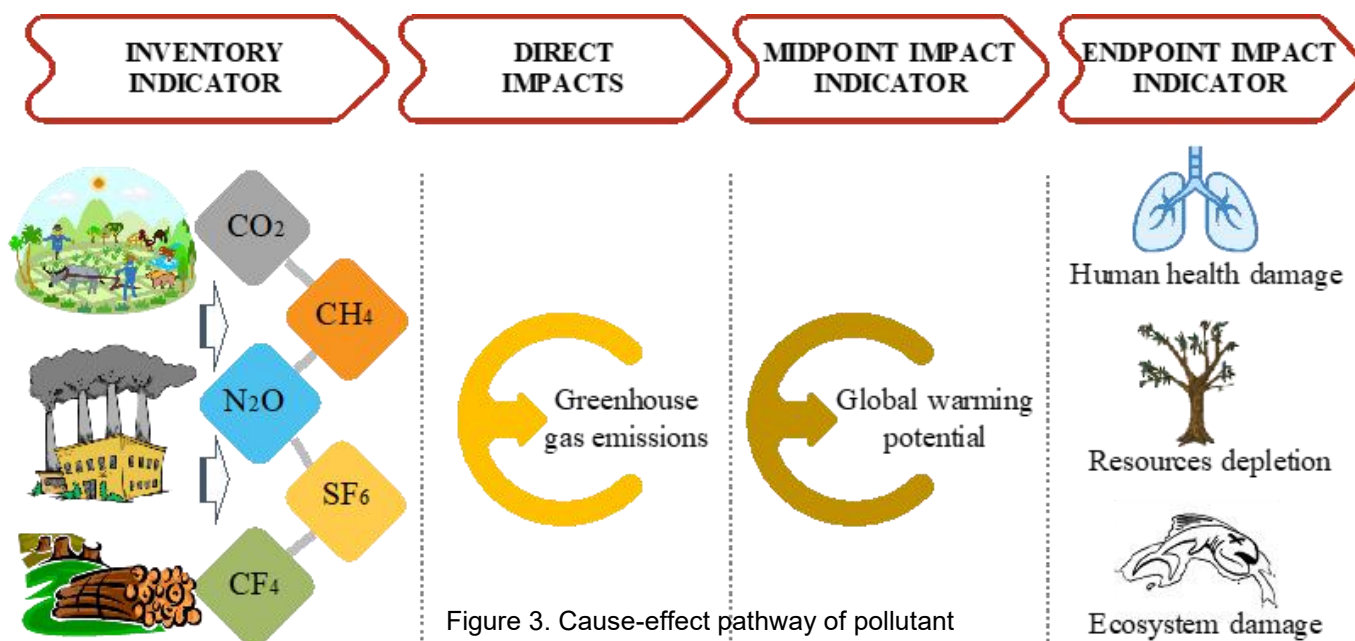 INVENTORY
INDICATOR
DIRECT
IMPACTS
MIDPOINT IMPACT
INDICATOR
ENDPOINT IMPACT
INDICATOR
CO2
CH4
N2O
SF6
CF4
Greenhouse
gas emissions
Global warming
potential
Human health damage
Resources depletion
Ecosystem damage
Figure 3. Cause-effect pathway of pollutant